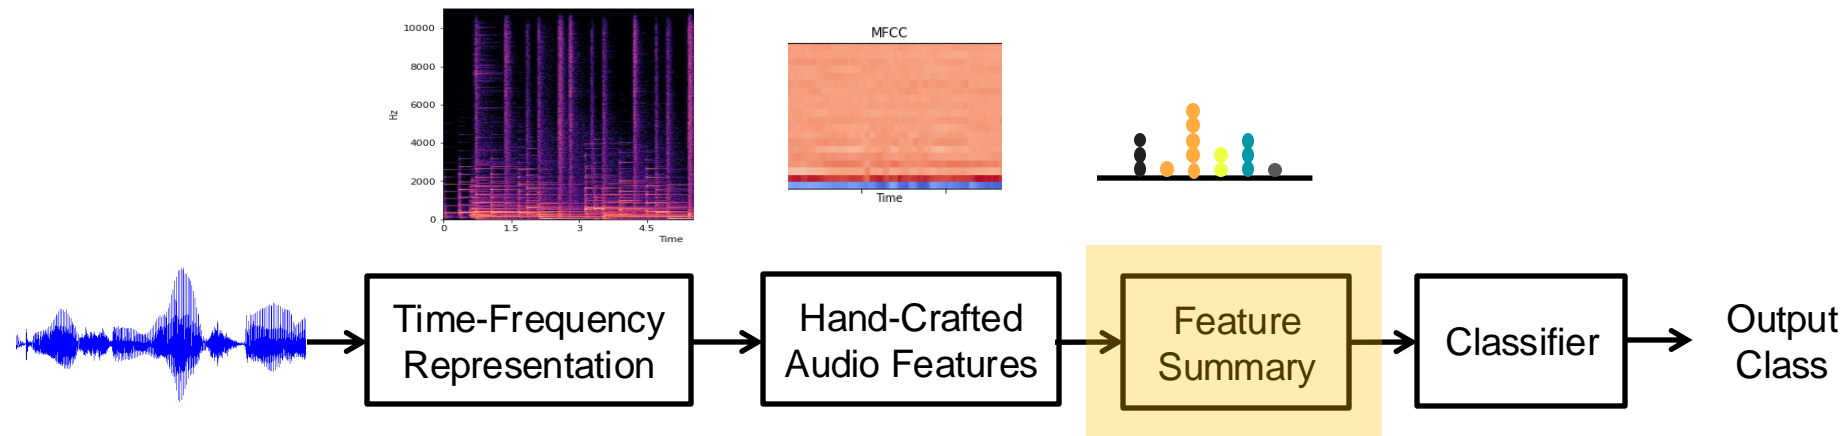 10000
8000
6000
4000
2000
0
Hz
0 1.5 3 4.5
Time
MFCC
Time
Time-Frequency
Representation
Hand-Crafted
Audio Features
Feature
Summary
Classifier
Output
Class